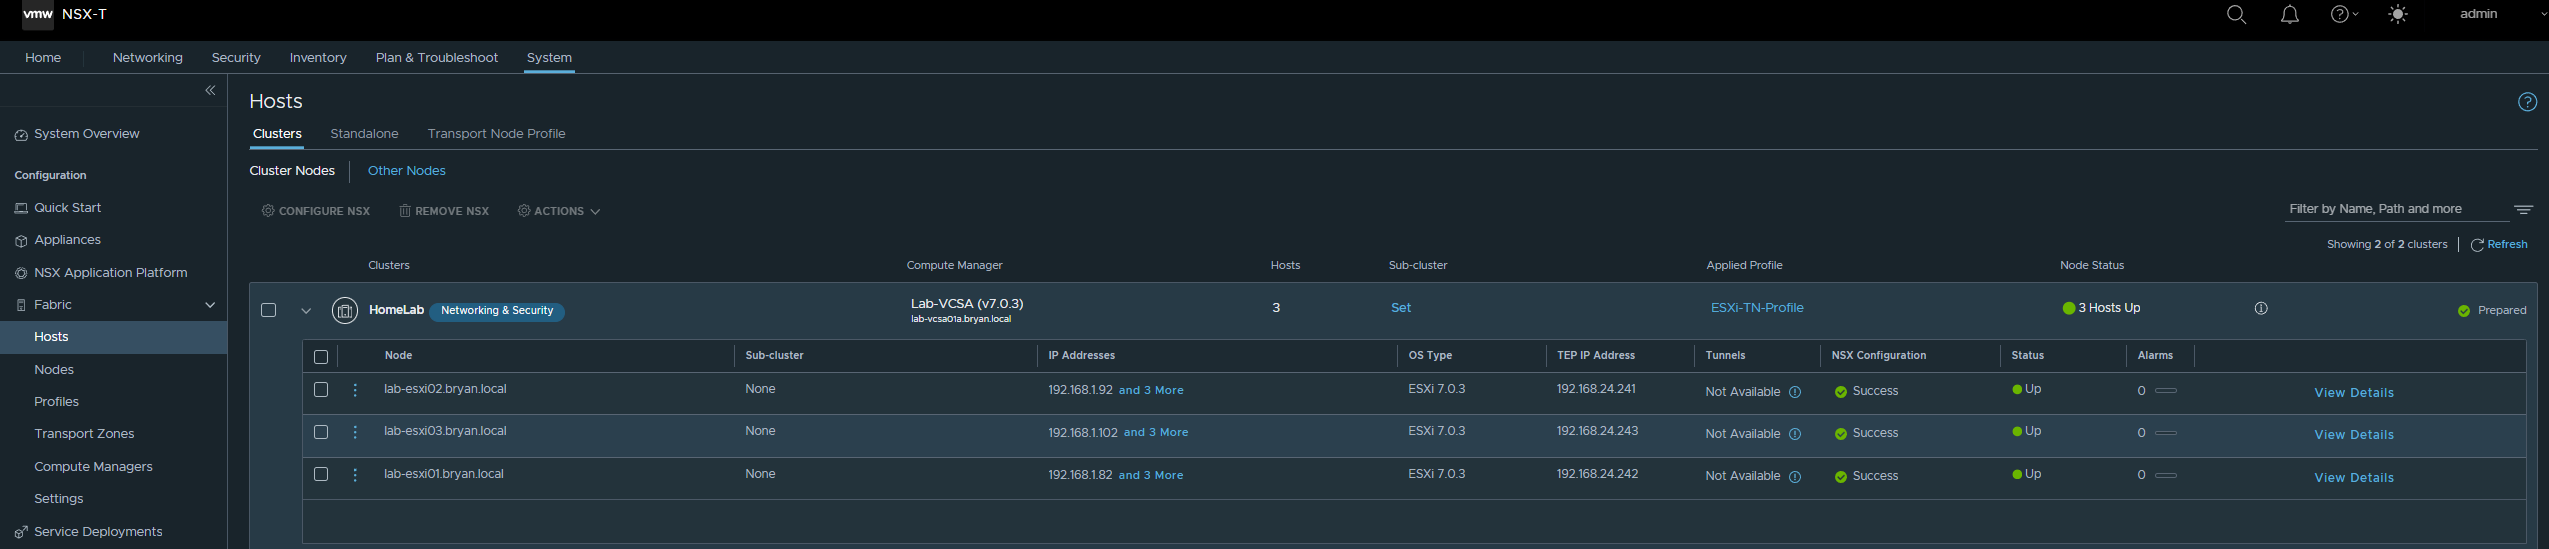 vmw NSX-T admin
Home Networking Security Inventory Plan & Troubleshoot System
System Overview
Configuration
Quick Start
Appliances
NSX Application Platform
Fabric
Hosts
Nodes
Profiles
Transport Zones
Compute Managers
Settings
Service Deployments
Hosts
Clusters Standalone Transport Node Profile
Cluster Nodes Other Nodes
CONFIGURE NSX REMOVE NSX ACTIONS Filter by Name, Path and more
Showing 2 of 2 clusters Refresh
Clusters Compute Manager Hosts Sub-cluster Applied Profile Node Status
HomeLab Networking & Security Lab-VCSA (v7.0.3) 3 Set ESXi-TN-Profile 3 Hosts Up Prepared
lab-vcsa01a.bryan.local
Node Sub-cluster IP Addresses OS Type TEP IP Address Tunnels NSX Configuration Status Alarms
lab-esxi02.bryan.local None 192.168.1.92 and 3 More ESXi 7.0.3 192.168.24.241 Not Available Success Up 0 View Details
lab-esxi03.bryan.local None 192.168.1.102 and 3 More ESXi 7.0.3 192.168.24.243 Not Available Success Up 0 View Details
lab-esxi01.bryan.local None 192.168.1.82 and 3 More ESXi 7.0.3 192.168.24.242 Not Available Success Up 0 View Details